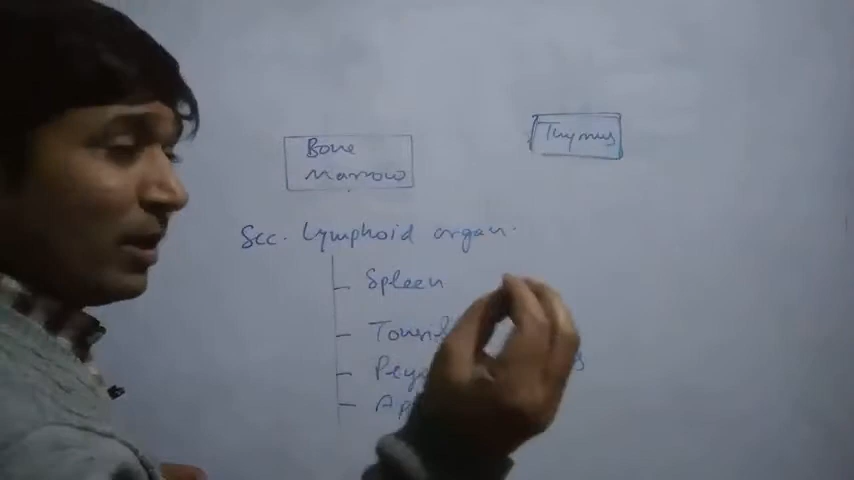 Bone
Marrow
Thymus
Sec. Lymphoid organ.
Spleen